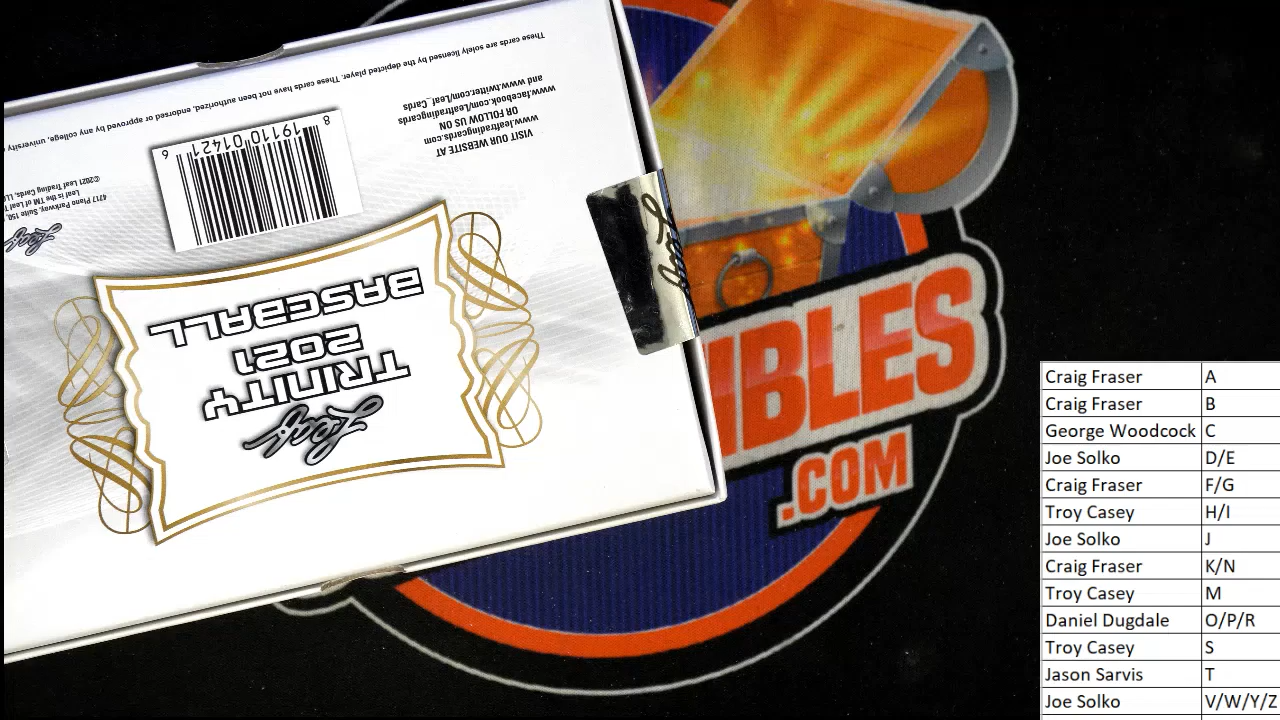 These cards are solely licensed by the depicted player. These cards have not been authorized, endorsed or approved by any college, university
VISIT OUR WEBSITE AT
www.leaftradingcards.com
OR FOLLOW US ON
www.facebook.com/Leaftradingcards
and www.twitter.com/Leaf_Cards
8 19110 01421 6
©2021 Leaf Trading Cards, LLC
Leaf is the TM of Leaf
4717 Plano Parkway, Suite 150,
Leaf
Leaf
TRINITY
2021
BASEBALL
Leaf
IBLES
.COM
Craig Fraser A
Craig Fraser B
George Woodcock C
Joe Solko D/E
Craig Fraser F/G
Troy Casey H/I
Joe Solko J
Craig Fraser K/N
Troy Casey M
Daniel Dugdale O/P/R
Troy Casey S
Jason Sarvis T
Joe Solko V/W/Y/Z